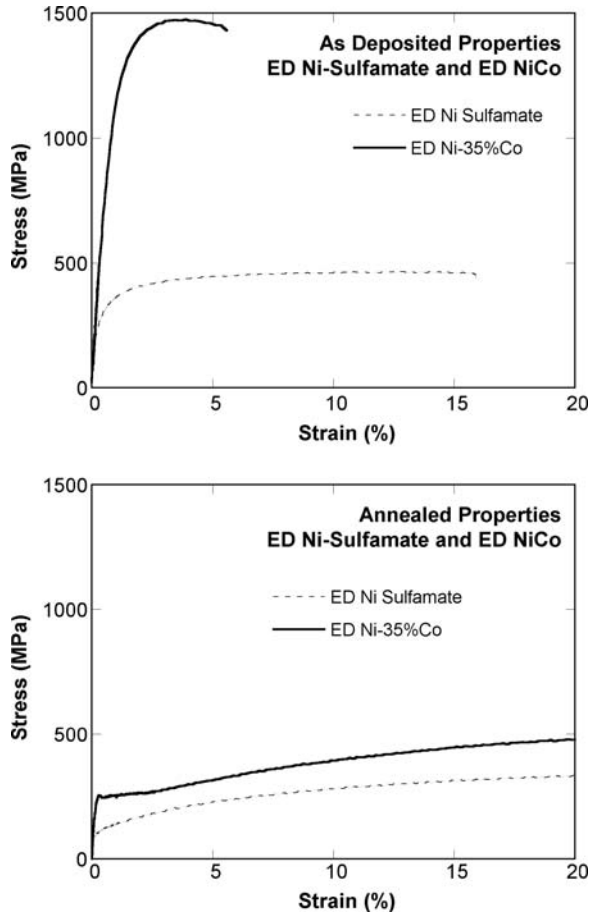 1500
As Deposited Properties
ED Ni-Sulfamate and ED NiCo
ED Ni Sulfamate
ED Ni-35%Co
1000
Stress (MPa)
500
0
0 5 10 15 20
Strain (%)
1500
Annealed Properties
ED Ni-Sulfamate and ED NiCo
ED Ni Sulfamate
ED Ni-35%Co
1000
Stress (MPa)
500
0
0 5 10 15 20
Strain (%)